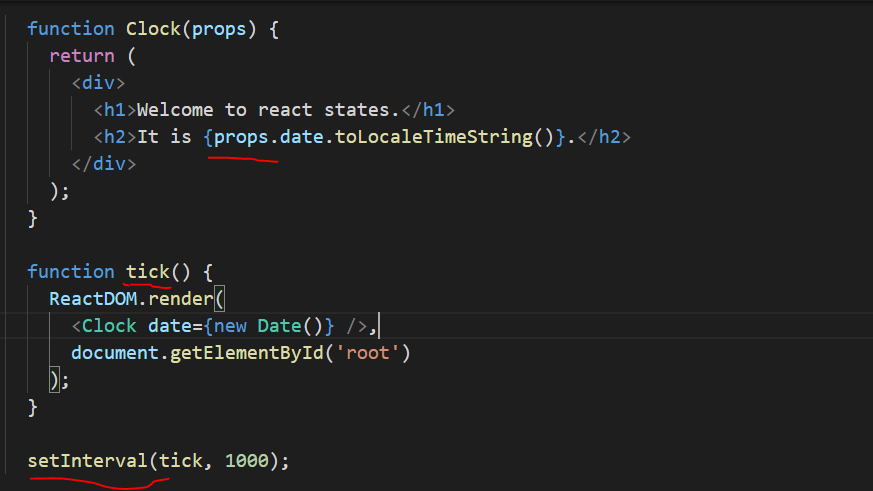 function Clock(props) {
return (
<div>
<h1>Welcome to react states.</h1>
<h2>It is {props.date.toLocaleTimeString()}.</h2>
</div>
);
}
function tick() {
ReactDOM.render(
<Clock date={new Date()} />,
document.getElementById('root')
);
}
setInterval(tick, 1000);